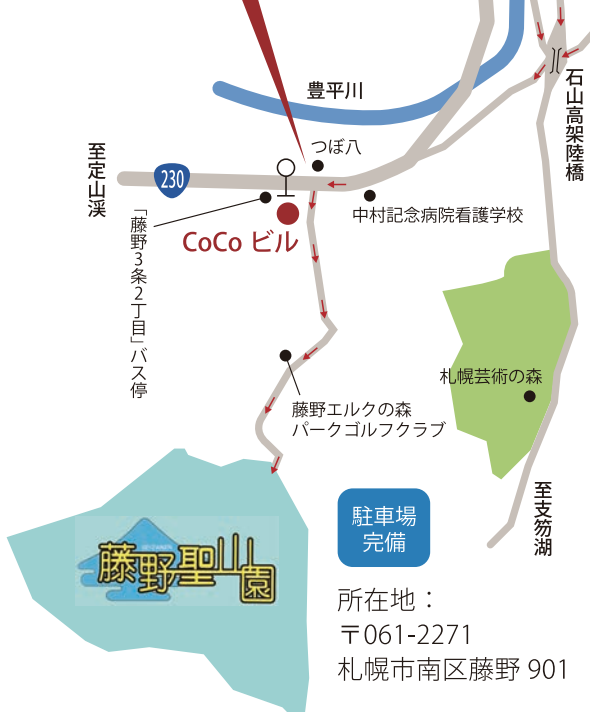 豊平川
石山高架陸橋
つぼ八
至定山渓
230
中村記念病院看護学校
CoCo ビル
「藤野3条2丁目」バス停
札幌芸術の森
藤野エルクの森
パークゴルフクラブ
至支笏湖
駐車場
完備
藤野聖山園
所在地：
〒061-2271
札幌市南区藤野 901